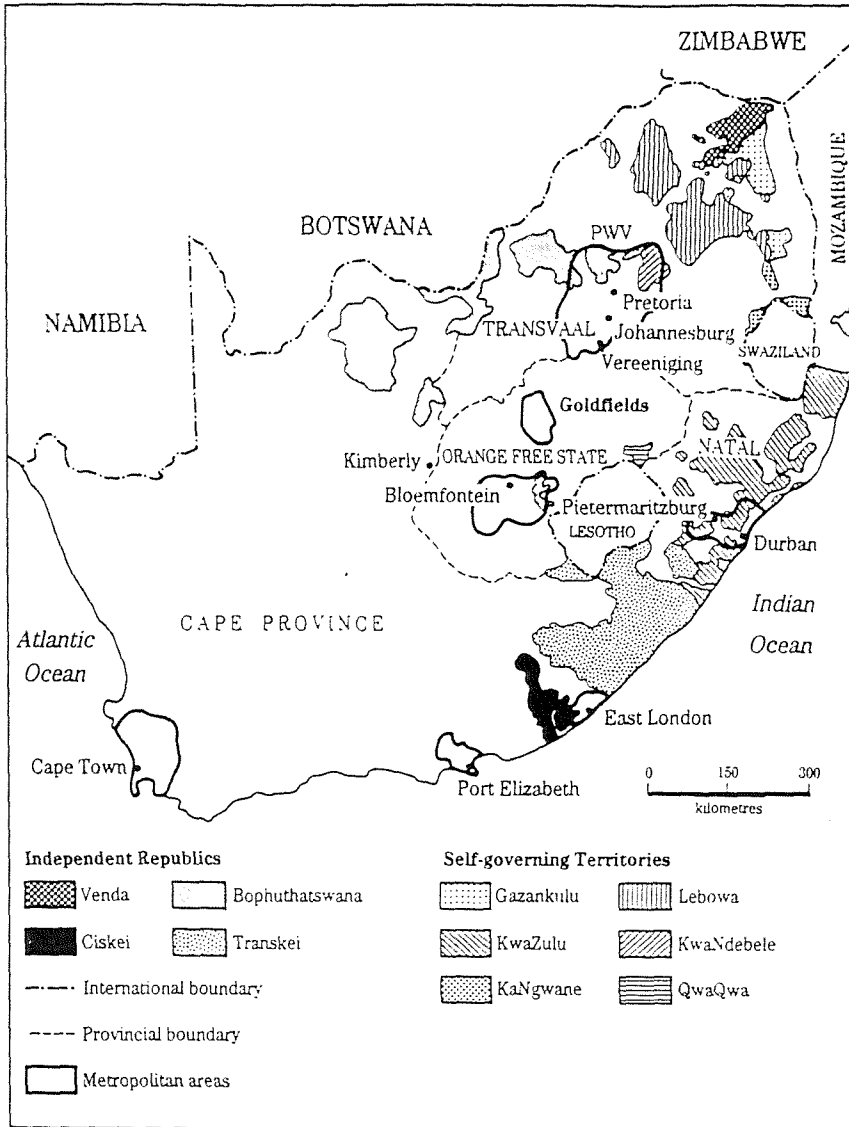 ZIMBABWE
MOZAMBIQUE
BOTSWANA
PWV
NAMIBIA
Pretoria
TRANSVAAL
Johannesburg
SWAZILAND
Vereeniging
Goldfields
NATAL
Kimberly
ORANGE FREE STATE
Bloemfontein
Pietermaritzburg
LESOTHO
Durban
CAPE PROVINCE
Indian
Ocean
Atlantic
Ocean
East London
Cape Town
Port Elizabeth
0 150 300
kilometres
Independent Republics
Venda
Bophuthatswana
Ciskei
Transkei
International boundary
Provincial boundary
Metropolitan areas
Self-governing Territories
Gazankulu
Lebowa
KwaZulu
KwaNdebele
KaNgwane
QwaQwa